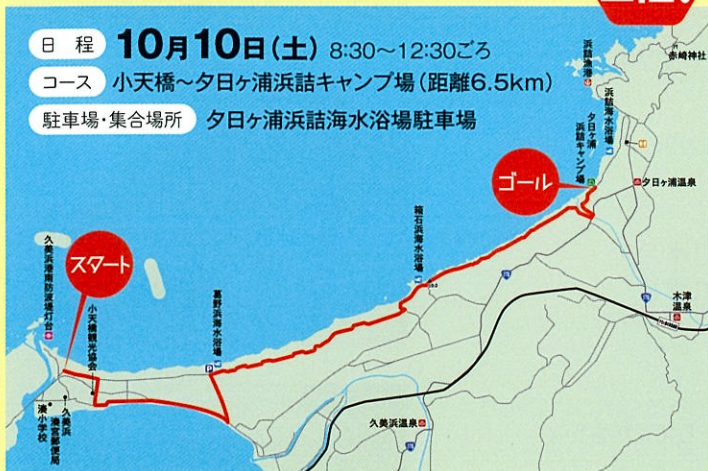 日 程 10月10日(土) 8:30〜12:30ごろ
コース 小天橋〜夕日ヶ浦浜詰キャンプ場(距離6.5km)
駐車場・集合場所 夕日ヶ浦浜詰海水浴場駐車場
浜詰漁港
赤崎神社
浜詰海水浴場
夕日ヶ浦
浜詰キャンプ場
夕日ヶ浦温泉
ゴール
箱石浜海水浴場
木津
温泉
久美浜港南防波堤灯台
スタート
小天橋観光協会
葛野浜海水浴場
P
178
178
久美浜
湊宮郵便局
湊小学校
久美浜温泉